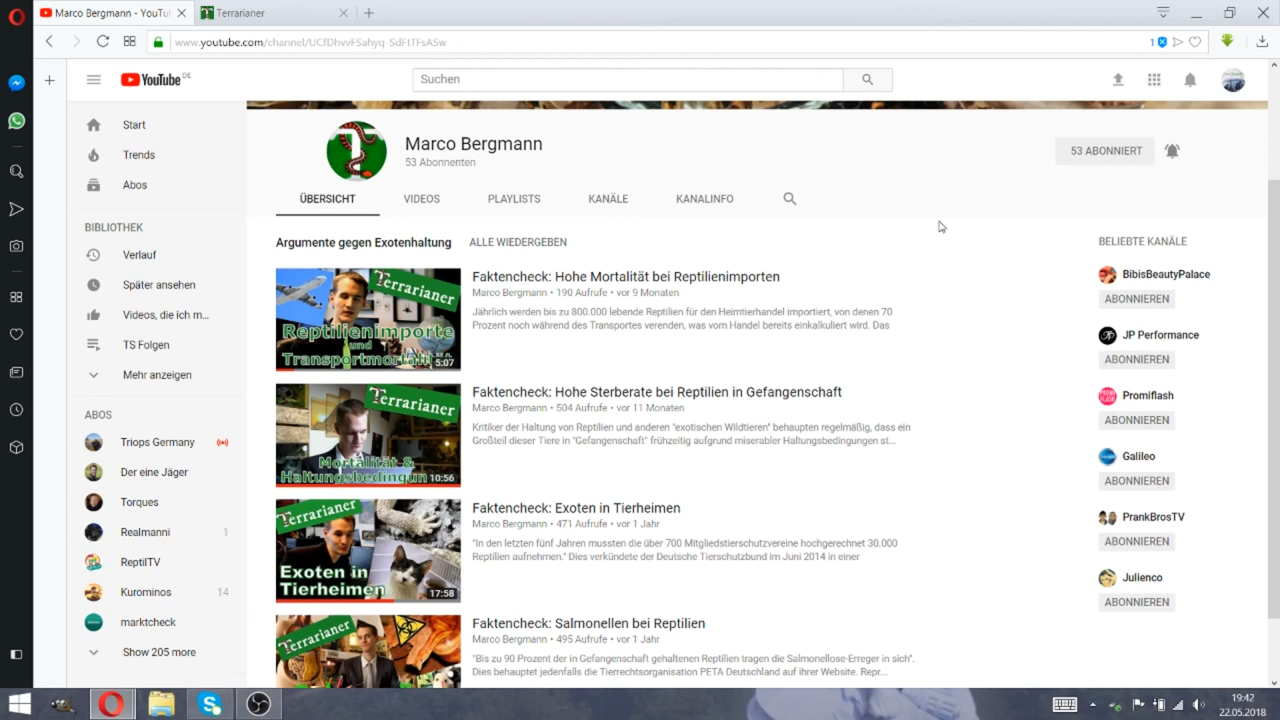 Marco Bergmann - YouTu
Terrarianer
www.youtube.com/channel/UCfDhvvFSahyq-SdFtTFsASw
1
YouTube DE
Suchen
Start
Trends
Abos
BIBLIOTHEK
Verlauf
Später ansehen
Videos, die ich m...
TS Folgen
Mehr anzeigen
ABOS
Triops Germany
Der eine Jäger
Torques
Realmanni 1
ReptilTV
Kurominos 14
marktcheck
Show 205 more
T
Marco Bergmann
53 Abonnenten
53 ABONNIERT
ÜBERSICHT VIDEOS PLAYLISTS KANÄLE KANALINFO
Argumente gegen Exotenhaltung ALLE WIEDERGEBEN
Terrarianer
Reptilienimporte
und
Transportmortalit
5:07
Faktencheck: Hohe Mortalität bei Reptilienimporten
Marco Bergmann • 190 Aufrufe • vor 9 Monaten
Jährlich werden bis zu 800.000 lebende Reptilien für den Heimtierhandel importiert, von denen 70
Prozent noch während des Transportes verenden, was vom Handel bereits einkalkuliert wird. Das
Terrarianer
Mortalität &
Haltungsbedingun
10:56
Faktencheck: Hohe Sterberate bei Reptilien in Gefangenschaft
Marco Bergmann • 504 Aufrufe • vor 11 Monaten
Kritiker der Haltung von Reptilien und anderen "exotischen Wildtieren" behaupten regelmäßig, dass ein
Großteil dieser Tiere in "Gefangenschaft" frühzeitig aufgrund miserabler Haltungsbedingungen st...
Terrarianer
Exoten in
Tierheimen
17:58
Faktencheck: Exoten in Tierheimen
Marco Bergmann • 471 Aufrufe • vor 1 Jahr
"In den letzten fünf Jahren mussten die über 700 Mitgliedstierschutzvereine hochgerechnet 30.000
Reptilien aufnehmen." Dies verkündete der Deutsche Tierschutzbund im Juni 2014 in einer
Terrarianer
Faktencheck: Salmonellen bei Reptilien
Marco Bergmann • 495 Aufrufe • vor 1 Jahr
"Bis zu 90 Prozent der in Gefangenschaft gehaltenen Reptilien tragen die Salmonellose-Erreger in sich".
Dies behauptet jedenfalls die Tierrechtsorganisation PETA Deutschland auf ihrer Website. Repr...
BELIEBTE KANÄLE
BibisBeautyPalace
ABONNIEREN
JP Performance
ABONNIEREN
Promiflash
ABONNIEREN
Galileo
ABONNIEREN
PrankBrosTV
ABONNIEREN
Julienco
ABONNIEREN
19:42
22.05.2018